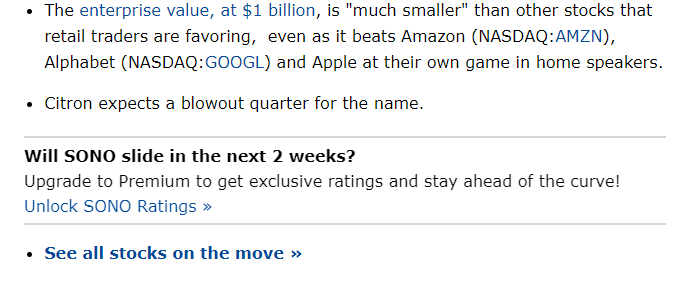 • The enterprise value, at $1 billion, is "much smaller" than other stocks that
retail traders are favoring,  even as it beats Amazon (NASDAQ:AMZN),
Alphabet (NASDAQ:GOOGL) and Apple at their own game in home speakers.
• Citron expects a blowout quarter for the name.
Will SONO slide in the next 2 weeks?
Upgrade to Premium to get exclusive ratings and stay ahead of the curve!
Unlock SONO Ratings »
• See all stocks on the move »